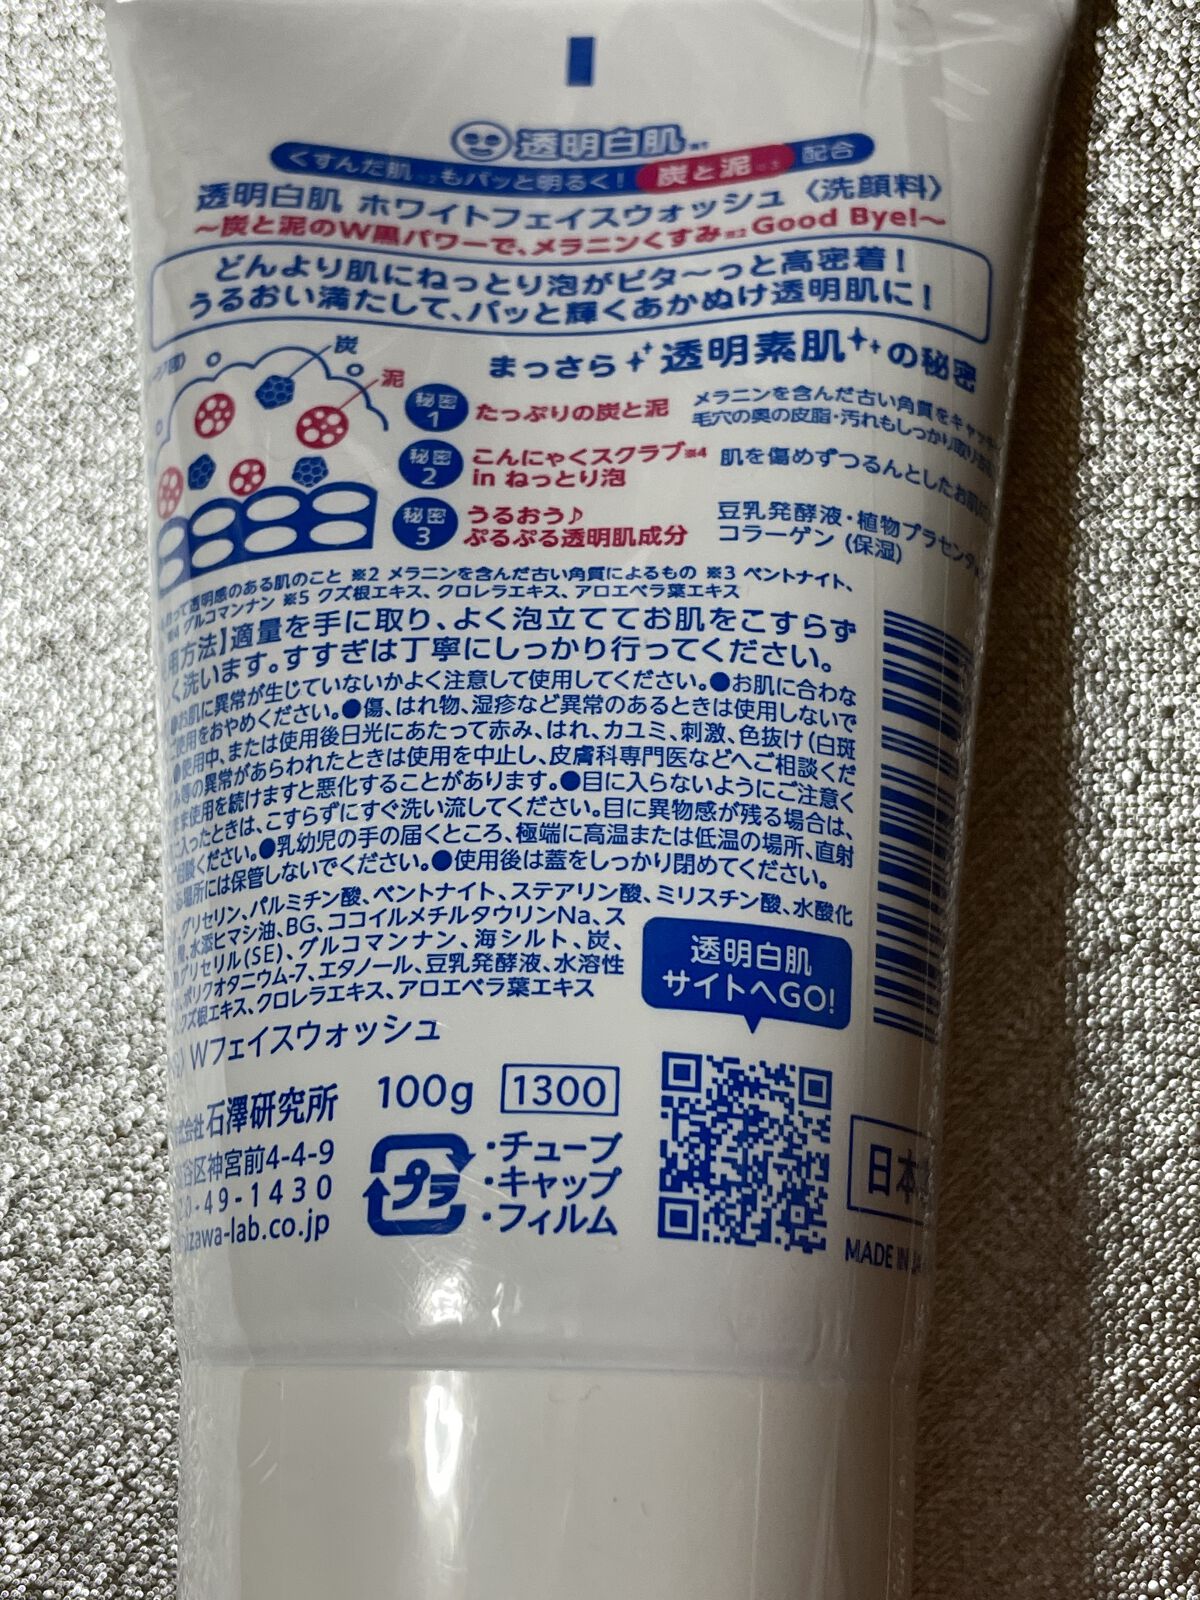 透明白肌
くすんだ肌※2もパッと明るく! 炭と泥※3 配合
透明白肌 ホワイトフェイスウォッシュ 〈洗顔料〉
〜炭と泥のW黒パワーで、メラニンくすみ※2Good Bye!〜
どんより肌にねっとり泡がピタ〜っと高密着!
うるおい満たして、パッと輝くあかぬけ透明肌に!
炭
泥
まっさら透明素肌の秘密
秘密1 たっぷりの炭と泥
メラニンを含んだ古い角質をキャッチ
毛穴の奥の皮脂・汚れもしっかり取り
秘密2 こんにゃくスクラブ※4
in ねっとり泡
肌を傷めずつるんとしたお肌
秘密3 うるおう♪
ぷるぷる透明肌成分
豆乳発酵液・植物プラセンタ
コラーゲン (保湿)
って透明感のある肌のこと ※2 メラニンを含んだ古い角質によるもの ※3 ベントナイト、
※4 グルコマンナン ※5 クズ根エキス、クロレラエキス、アロエベラ葉エキス
用方法】適量を手に取り、よく泡立ててお肌をこすらず
く洗います。すすぎは丁寧にしっかり行ってください。
●お肌に異常が生じていないかよく注意して使用してください。●お肌に合わな
ご使用をおやめください。●傷、はれ物、湿疹など異常のあるときは使用しないで
●使用中、または使用後日光にあたって赤み、はれ、カユミ、刺激、色抜け(白斑
み等の異常があらわれたときは使用を中止し、皮膚科専門医などへご相談くだ
まま使用を続けますと悪化することがあります。●目に入らないようにご注意く
に入ったときは、こすらずにすぐ洗い流してください。目に異物感が残る場合は、
相談ください。●乳幼児の手の届くところ、極端に高温または低温の場所、直射
る場所には保管しないでください。●使用後は蓋をしっかり閉めてください。
グリセリン、パルミチン酸、ベントナイト、ステアリン酸、ミリスチン酸、水酸化
酸、水添ヒマシ油、BG、ココイルメチルタウリンNa、ス
グリセリル(SE)、グルコマンナン、海シルト、炭、
ポリクオタニウム-7、エタノール、豆乳発酵液、水溶性
クズ根エキス、クロレラエキス、アロエベラ葉エキス
透明白肌
サイトへGO!
Wフェイスウォッシュ
100g 1300
式会社石澤研究所
谷区神宮前4-4-9
20-49-1430
izawa-lab.co.jp
プラ
・チューブ
・キャップ
・フィルム
日本
MADE IN